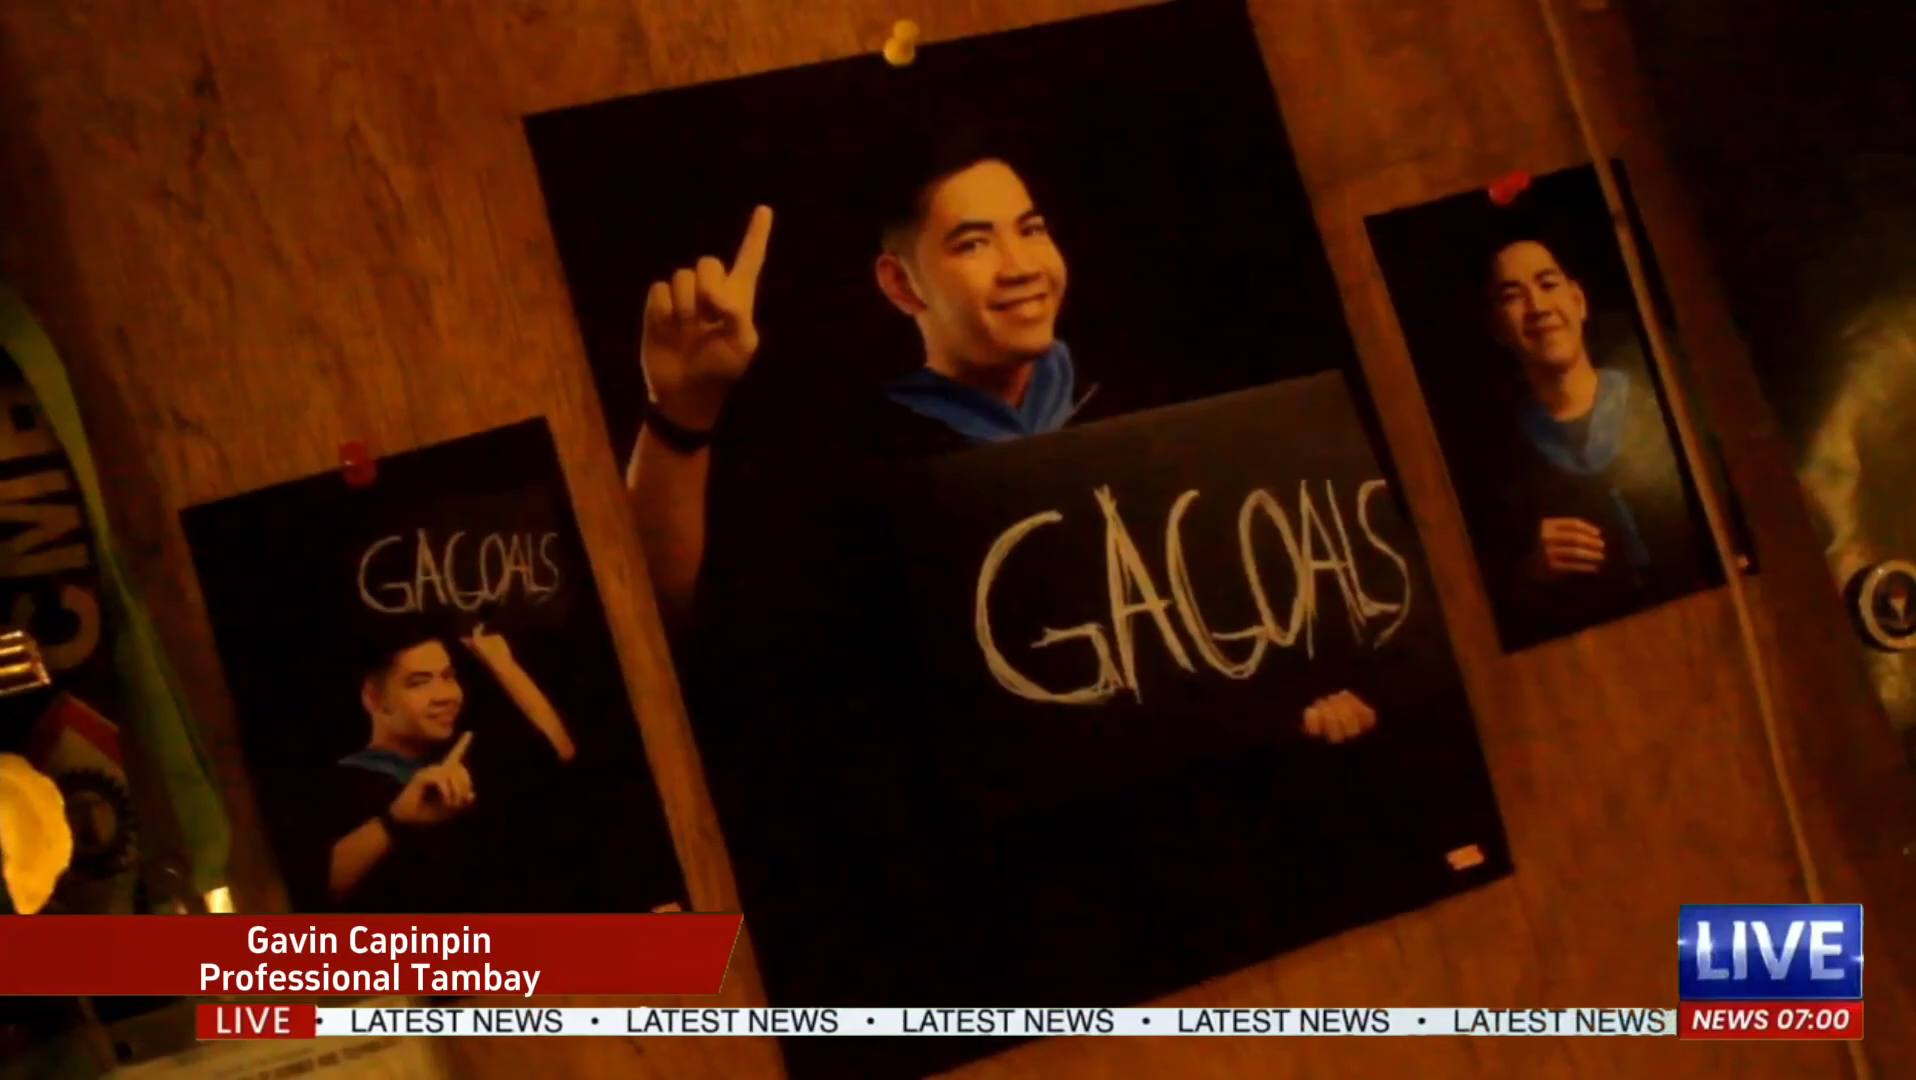 GAGOALS
GAGOALS
CMI
Gavin Capinpin
Professional Tambay
LIVE
LIVE • LATEST NEWS • LATEST NEWS • LATEST NEWS • LATEST NEWS • LATEST NEWS
NEWS 07:00